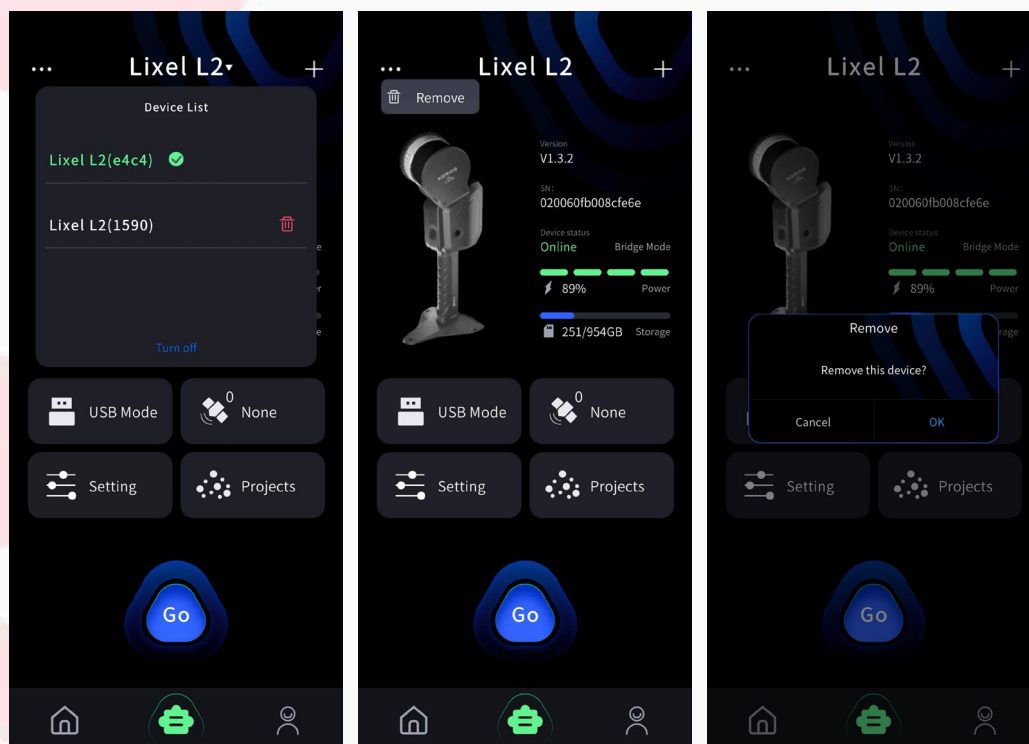 Lixel L2
Device List
Lixel L2(e4c4)
Lixel L2(1590)
Turn off
USB Mode
0
None
Setting
Projects
Go
Lixel L2
Remove
Version
V1.3.2
SN:
020060fb008cfe6e
Device status
Online Bridge Mode
89% Power
251/954GB Storage
USB Mode
0
None
Setting
Projects
Go
Lixel L2
Version
V1.3.2
SN:
020060fb008cfe6e
Device status
Online Bridge Mode
89% Power
Remove
Remove this device?
Cancel OK
Setting
Projects
Go